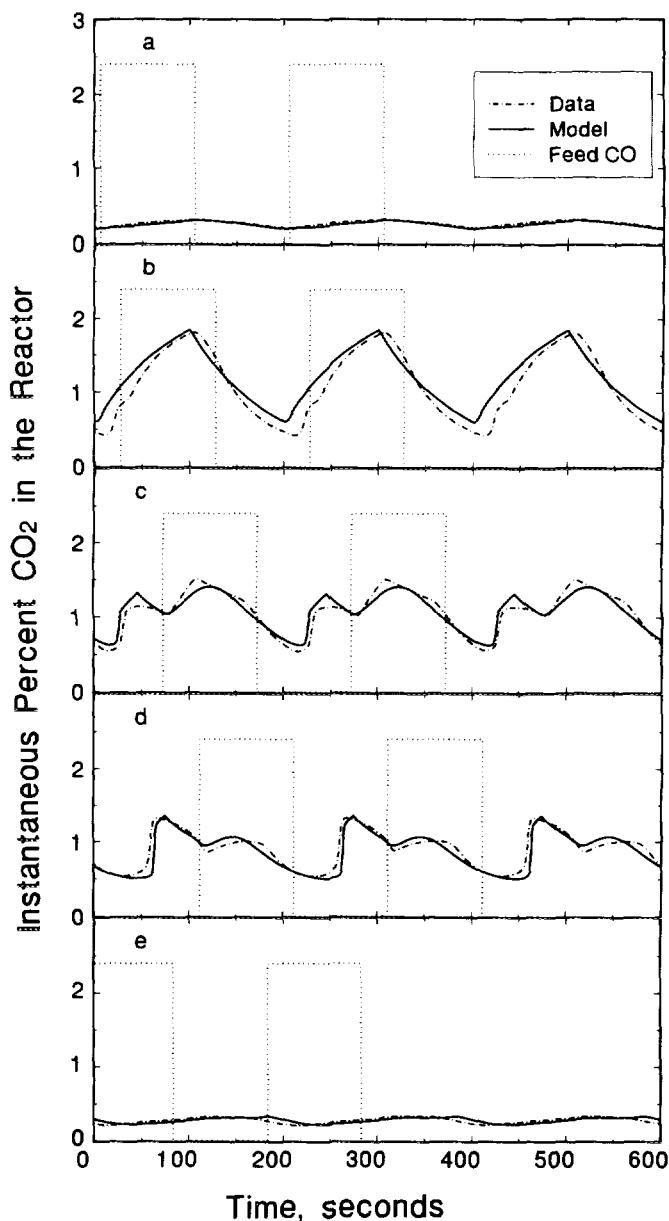 3
a
Data
Model
Feed CO
2
1
0
b
2
1
0
c
2
1
0
d
2
1
0
e
2
1
0
0 100 200 300 400 500 600
Time, seconds
Instantaneous Percent CO2 in the Reactor